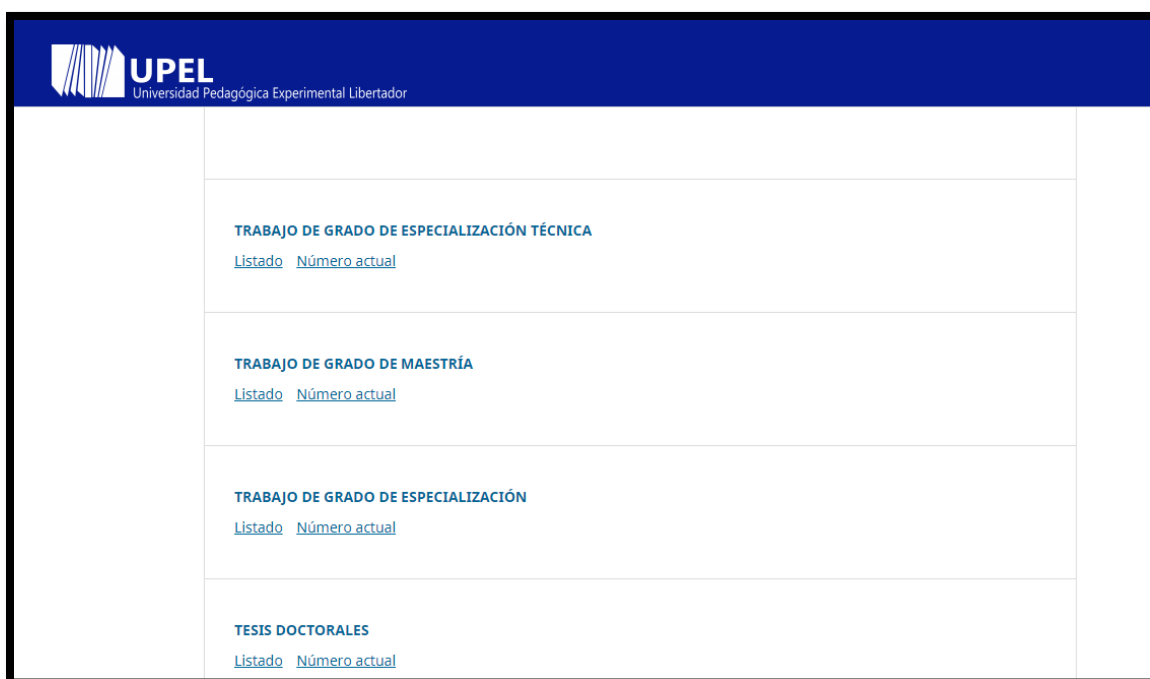 UPEL
Universidad Pedagógica Experimental Libertador
TRABAJO DE GRADO DE ESPECIALIZACIÓN TÉCNICA
Listado Número actual
TRABAJO DE GRADO DE MAESTRÍA
Listado Número actual
TRABAJO DE GRADO DE ESPECIALIZACIÓN
Listado Número actual
TESIS DOCTORALES
Listado Número actual